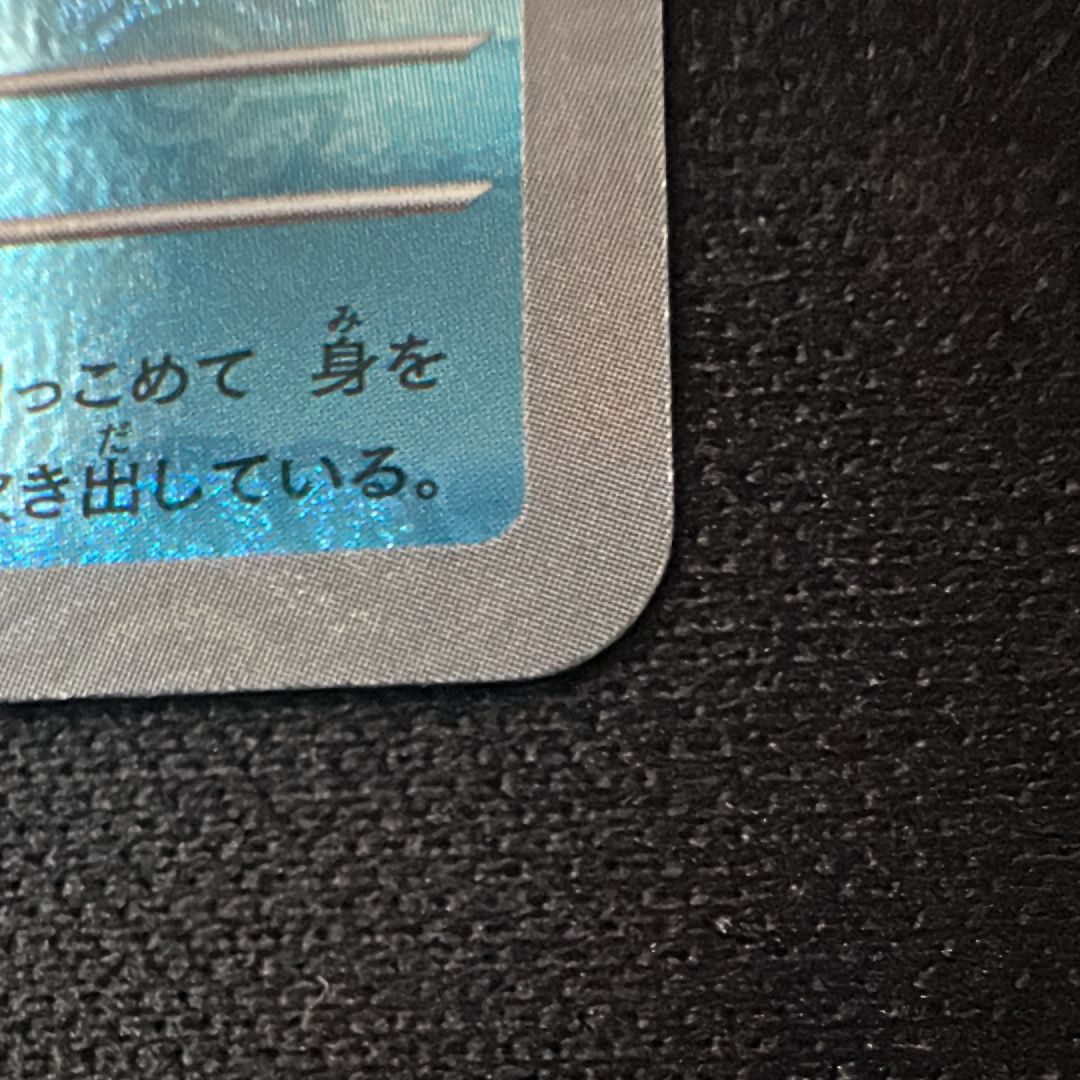 っこめて 身を
き出している。